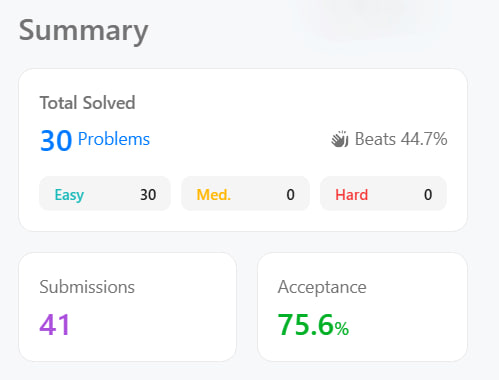 Summary
Total Solved
30 Problems Beats 44.7%
Easy 30 Med. 0 Hard 0
Submissions Acceptance
41 75.6%